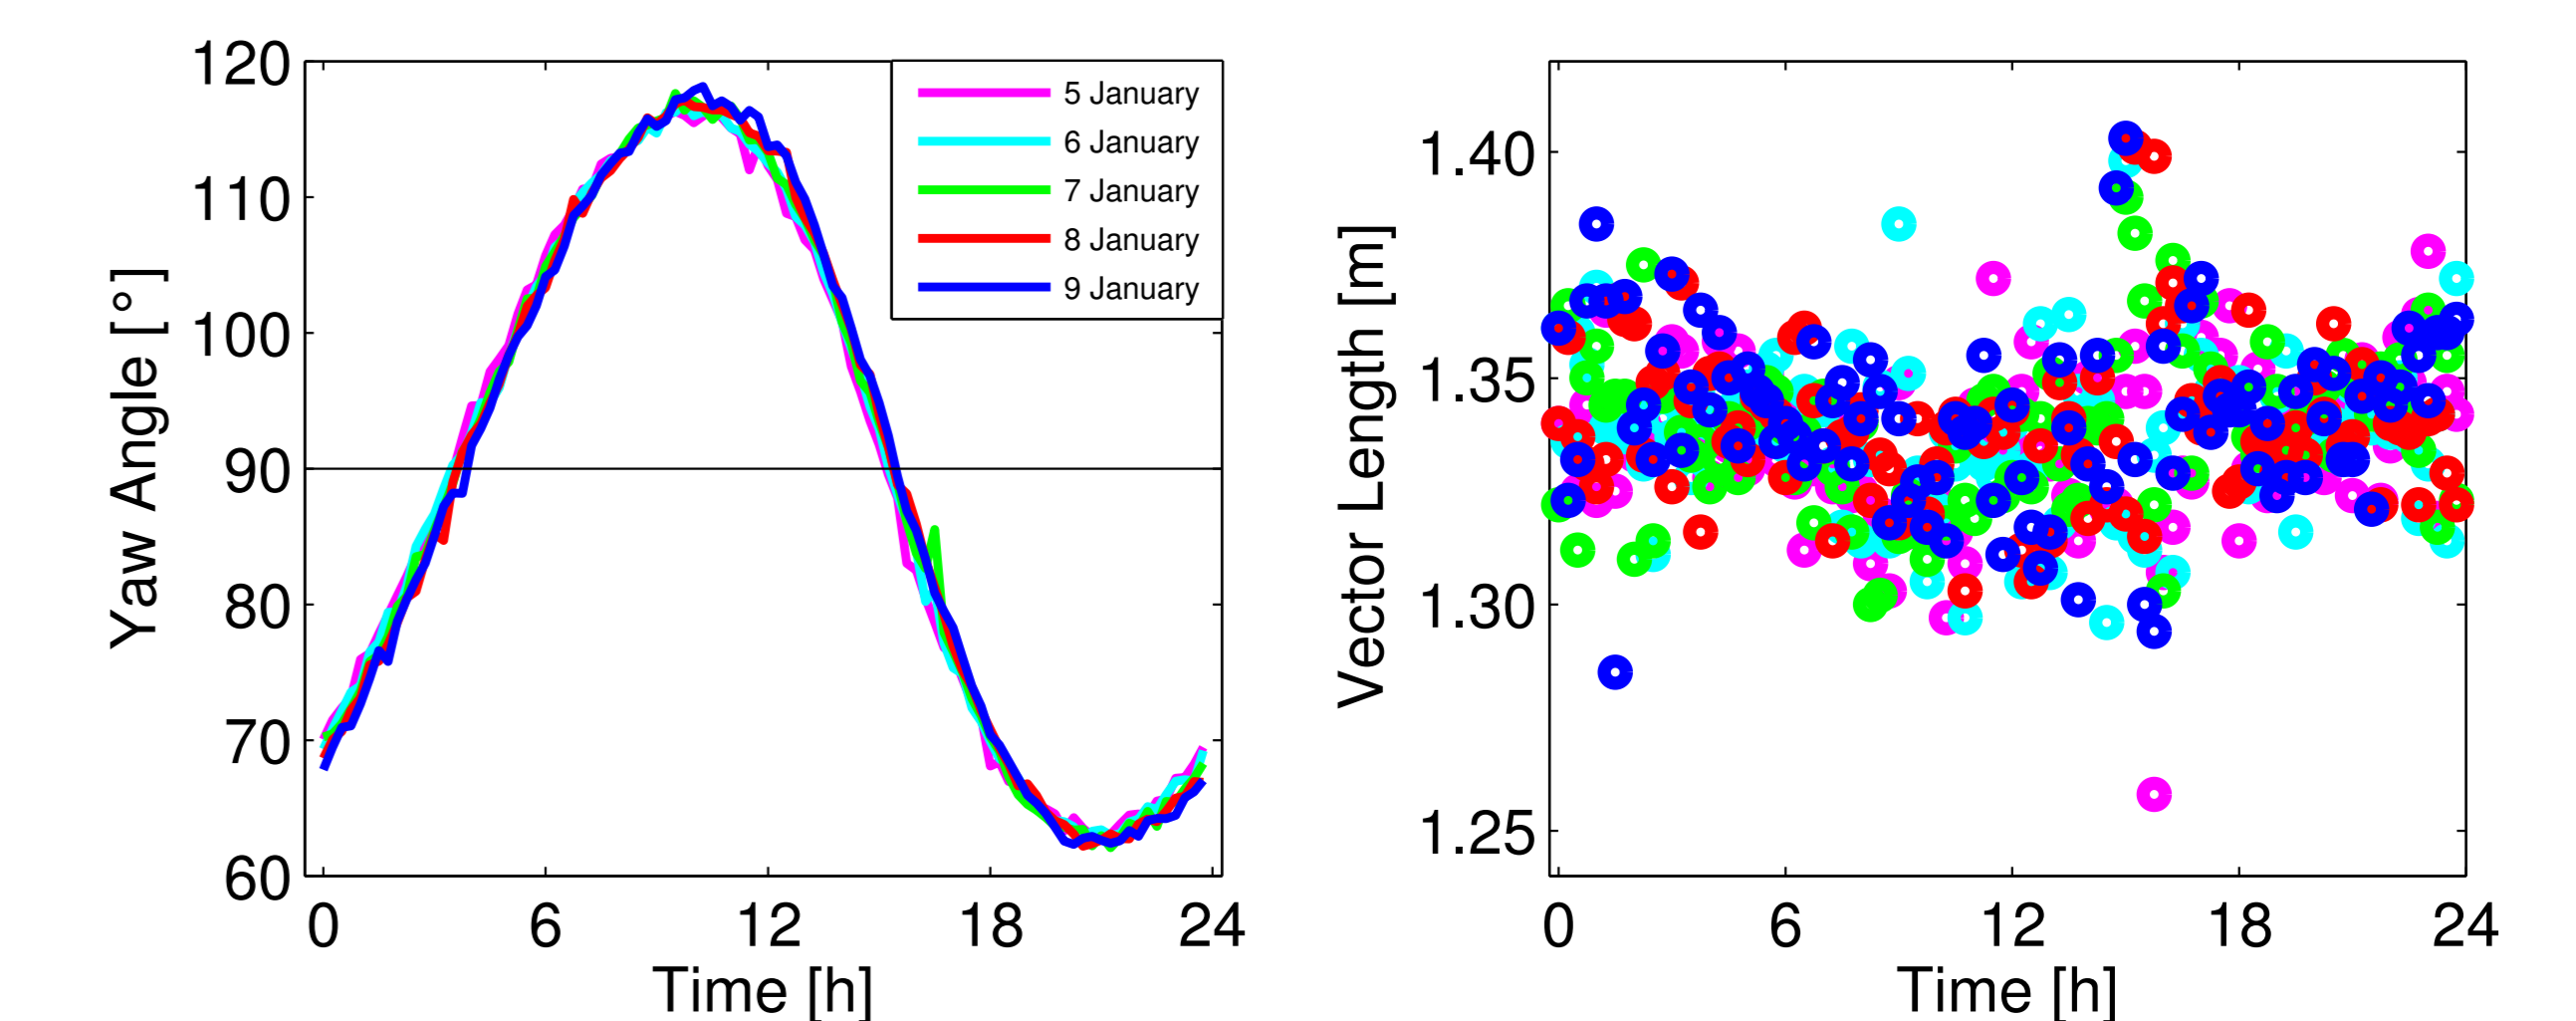 120
110
100
90
80
70
60
Yaw Angle [°]
0 6 12 18 24
Time [h]
5 January
6 January
7 January
8 January
9 January
1.40
1.35
1.30
1.25
Vector Length [m]
0 6 12 18 24
Time [h]